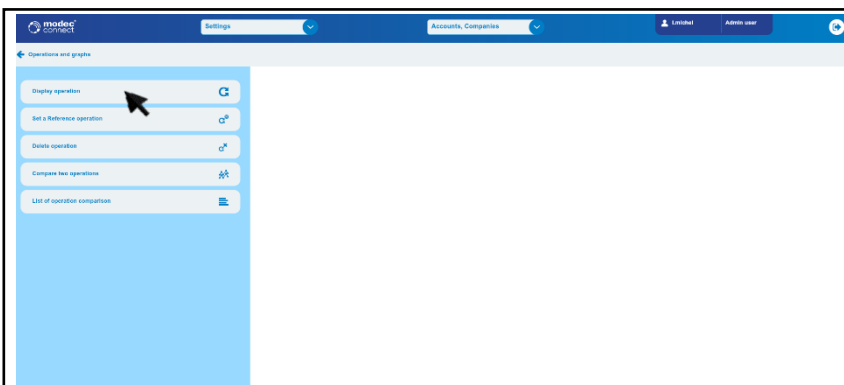 modec
connect
Settings
Accounts, Companies
t.michel
Admin user
Operations and graphs
Display operation
Set a Reference operation
Delete operation
Compare two operations
List of operation comparison